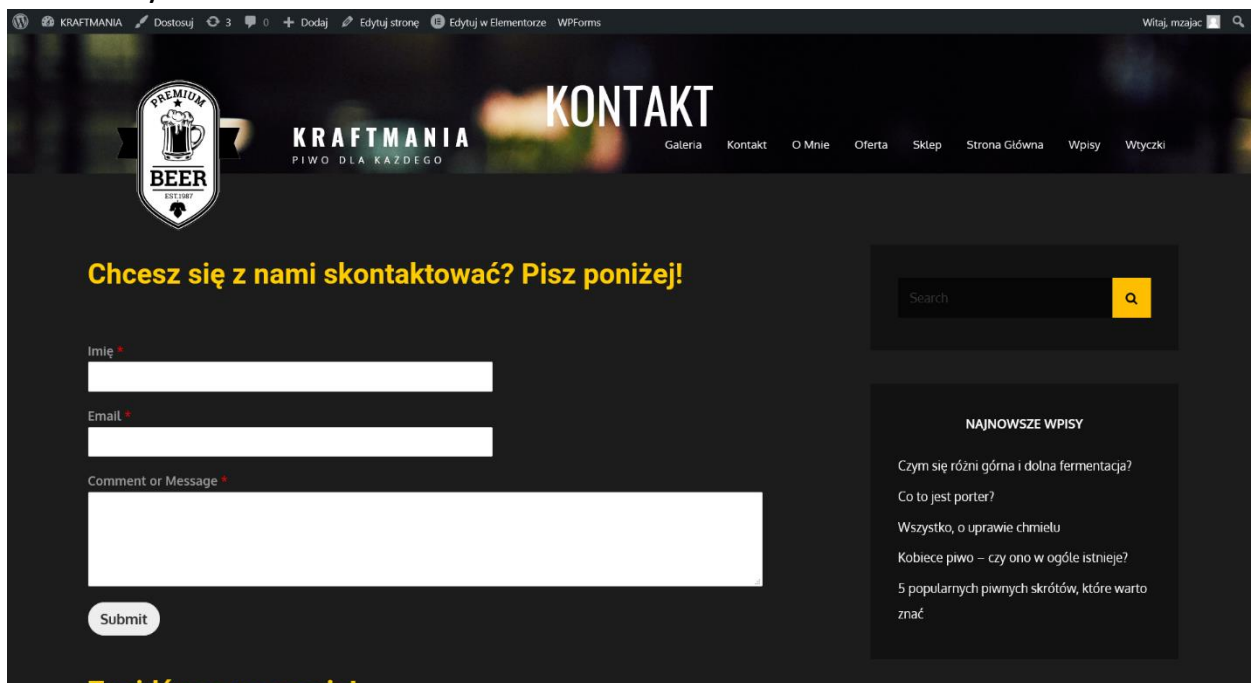 KRAFTMANIA Dostosuj 3 0 Dodaj Edytuj stronę Edytuj w Elementorze WPForms Witaj, mzajac
PREMIUM
BEER
EST.1987
KRAFTMANIA
PIWO DLA KAŻDEGO
KONTAKT
Galeria Kontakt O Mnie Oferta Sklep Strona Główna Wpisy Wtyczki
Chcesz się z nami skontaktować? Pisz poniżej!
Imię *
Email *
Comment or Message *
Submit
Search
NAJNOWSZE WPISY
Czym się różni górna i dolna fermentacja?
Co to jest porter?
Wszystko, o uprawie chmielu
Kobiece piwo – czy ono w ogóle istnieje?
5 popularnych piwnych skrótów, które warto
znać